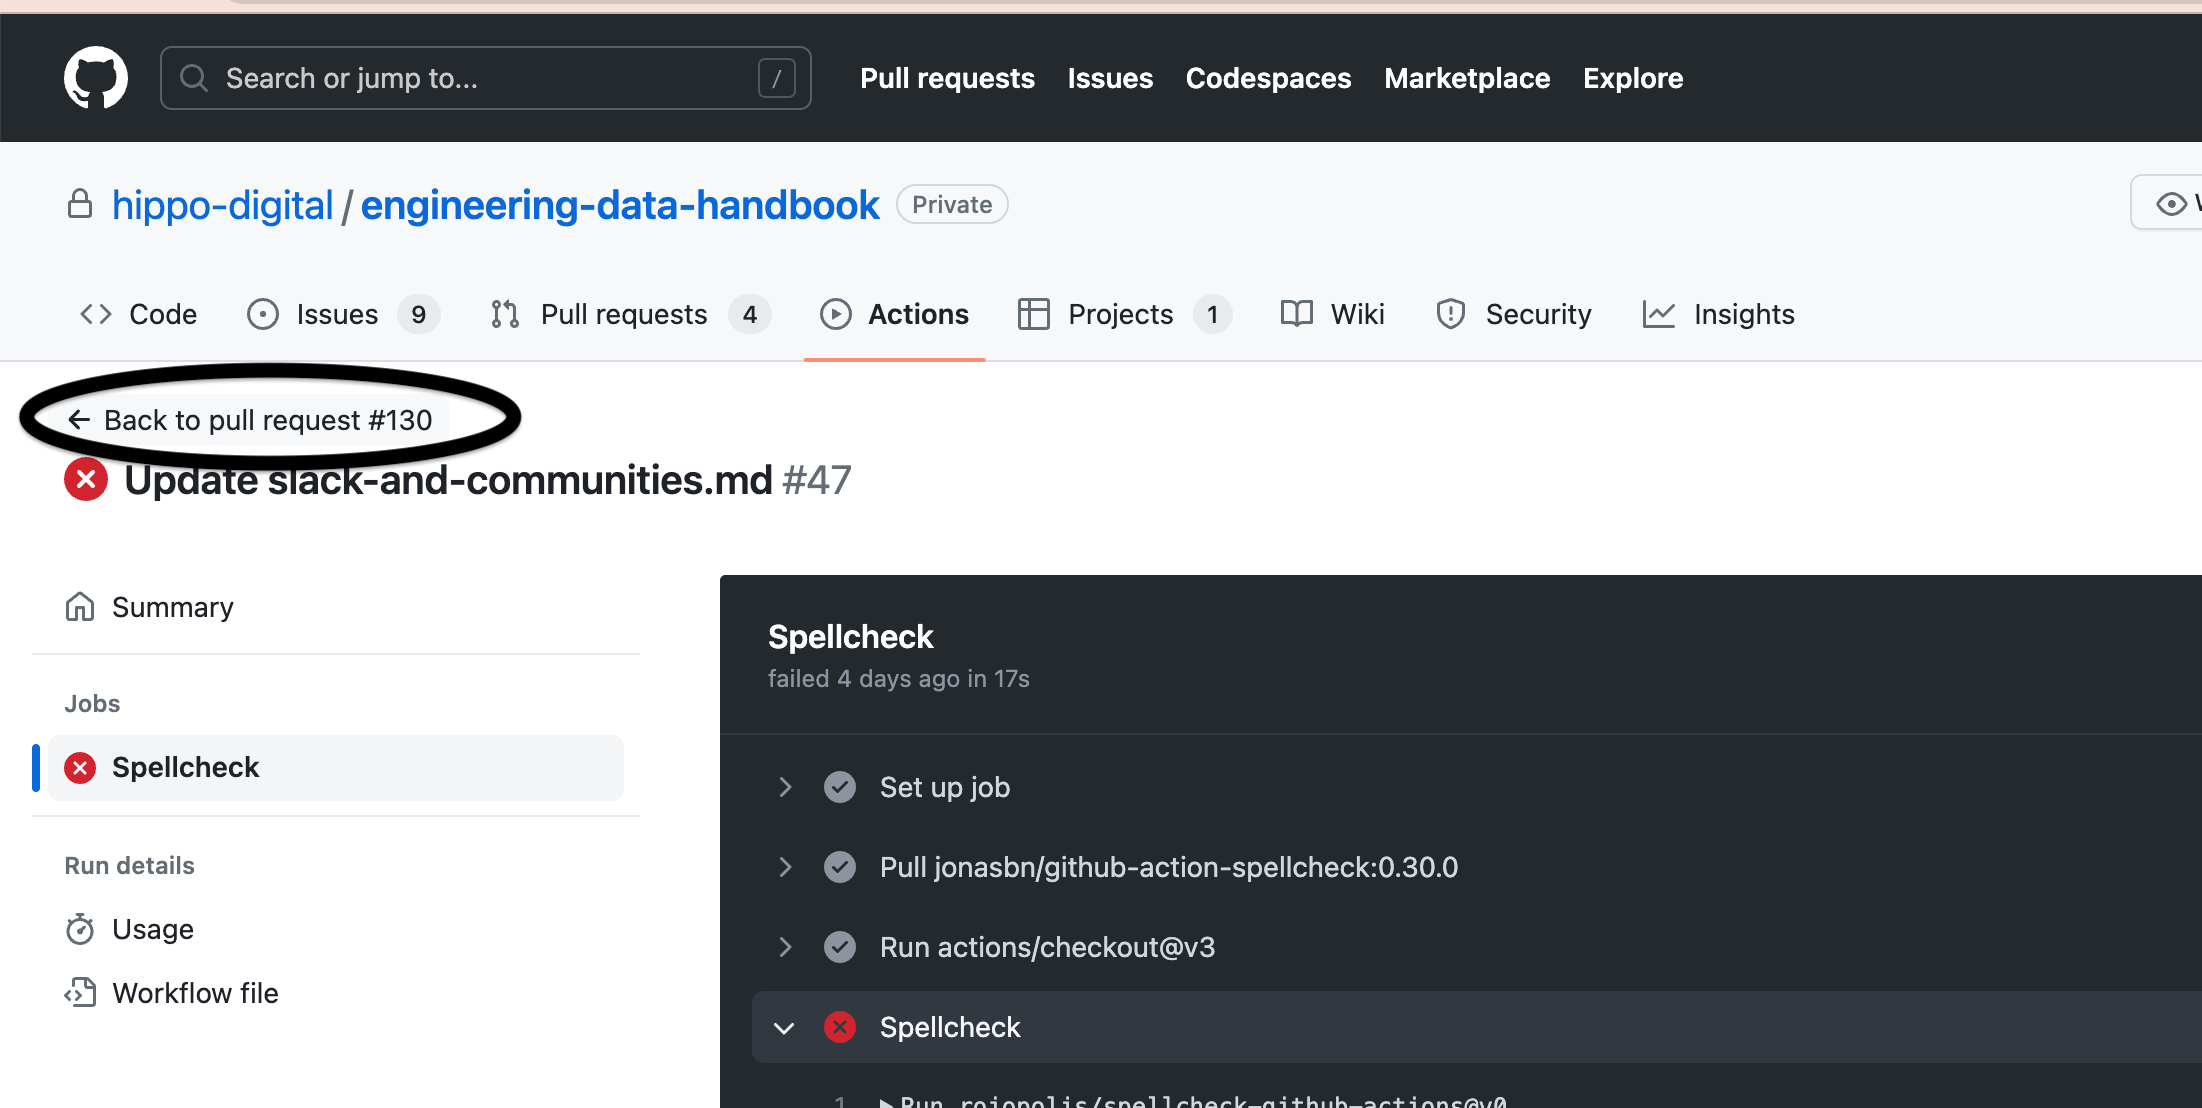 Search or jump to... /
Pull requests Issues Codespaces Marketplace Explore
hippo-digital / engineering-data-handbook Private
Code Issues 9 Pull requests 4 Actions Projects 1 Wiki Security Insights
← Back to pull request #130
Update slack-and-communities.md #47
Summary
Jobs
Spellcheck
Run details
Usage
Workflow file
Spellcheck
failed 4 days ago in 17s
Set up job
Pull jonasbn/github-action-spellcheck:0.30.0
Run actions/checkout@v3
Spellcheck
1 Run rojopolis/spellcheck-github-actions@v0